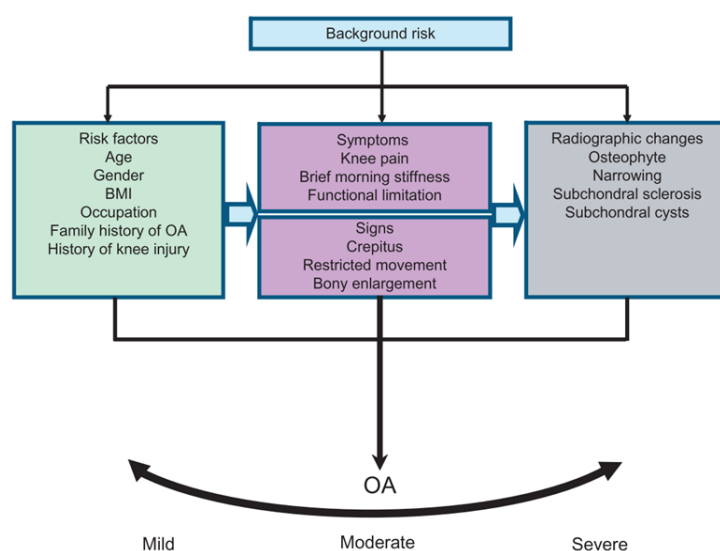 Background risk
Risk factors
Age
Gender
BMI
Occupation
Family history of OA
History of knee injury
Symptoms
Knee pain
Brief morning stiffness
Functional limitation
Signs
Crepitus
Restricted movement
Bony enlargement
Radiographic changes
Osteophyte
Narrowing
Subchondral sclerosis
Subchondral cysts
OA
Mild
Moderate
Severe